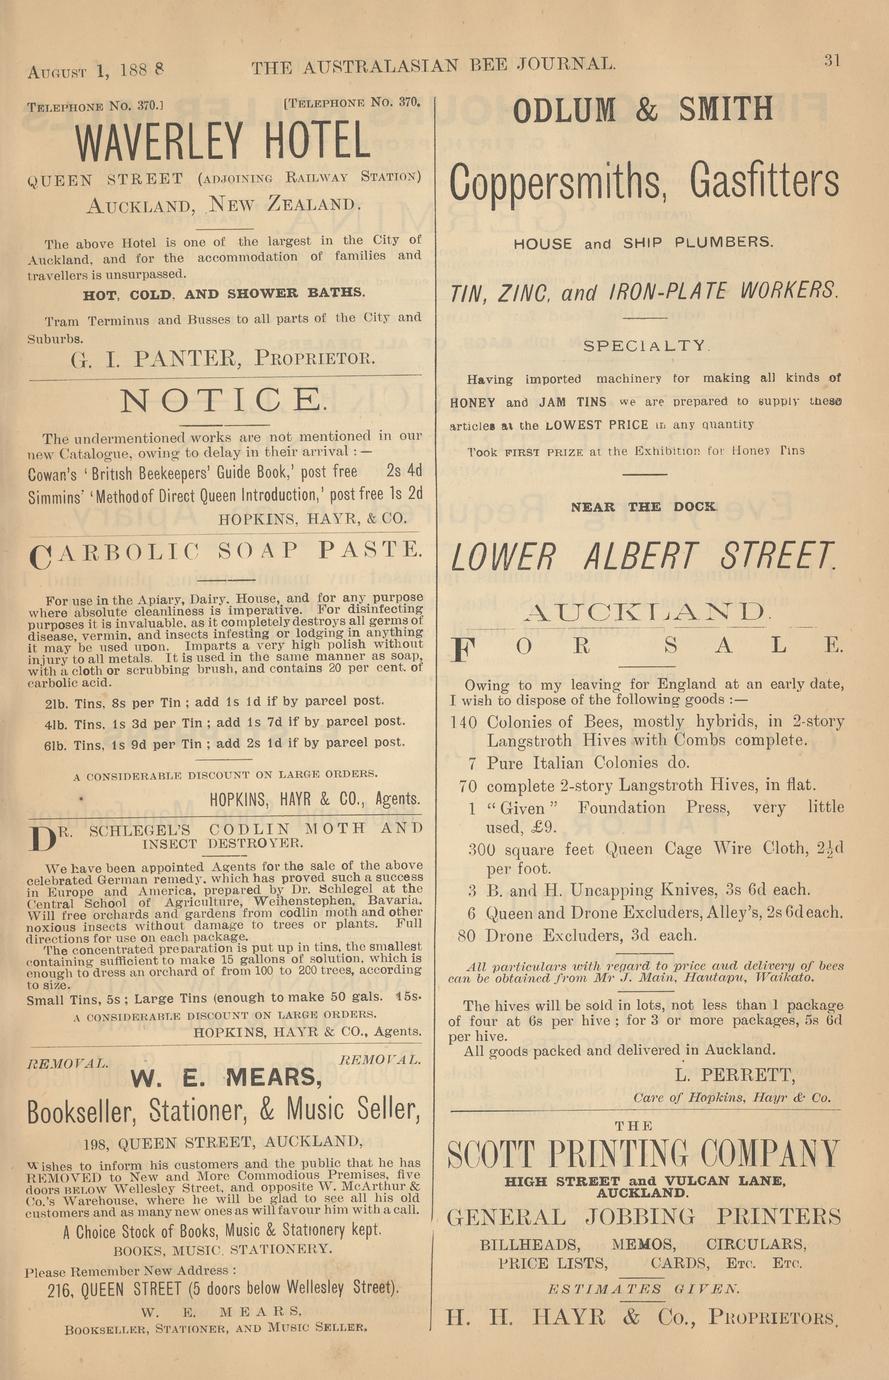 August 1, 188 8
THE AUSTRALASIAN BEE JOURNAL.
31
Telephone No. 370.]
[Telephone No. 370.
WAVERLEY HOTEL
QUEEN STREET (adjoining Railway Station)
Auckland, New Zealand.
The above Hotel is one of the largest in the City of
Auckland, and for the accommodation of families and
travellers is unsurpassed.
HOT, COLD, AND SHOWER BATHS.
Tram Terminus and Busses to all parts of the City and
Suburbs.
G. I. PANTER, Proprietor.
NOTICE.
The undermentioned works are not mentioned in our
new Catalogue, owing to delay in their arrival :—
Cowan's 'British Beekeepers' Guide Book,' post free 2s 4d
Simmins' 'Method of Direct Queen Introduction,' post free 1s 2d
HOPKINS, HAYR, & CO.
CARBOLIC SOAP PASTE.
For use in the Apiary, Dairy, House, and for any purpose
where absolute cleanliness is imperative. For disinfecting
purposes it is invaluable, as it completely destroys all germs of
disease, vermin, and insects infesting or lodging in anything
it may be used upon. Imparts a very high polish without
injury to all metals. It is used in the same manner as soap,
with a cloth or scrubbing brush, and contains 20 per cent. of
carbolic acid.
2lb. Tins, 8s per Tin ; add 1s 1d if by parcel post.
4lb. Tins, 1s 3d per Tin ; add 1s 7d if by parcel post.
6lb. Tins, 1s 9d per Tin ; add 2s 1d if by parcel post.
A CONSIDERABLE DISCOUNT ON LARGE ORDERS.
HOPKINS, HAYR & CO., Agents.
DR. SCHLEGEL'S CODLIN MOTH AND
INSECT DESTROYER.
We have been appointed Agents for the sale of the above
celebrated German remedy, which has proved such a success
in Europe and America, prepared by Dr. Schlegel at the
Central School of Agriculture, Weihenstephen, Bavaria.
Will free orchards and gardens from codlin moth and other
noxious insects without damage to trees or plants. Full
directions for use on each package.
The concentrated preparation is put up in tins, the smallest
containing sufficient to make 15 gallons of solution, which is
enough to dress an orchard of from 100 to 200 trees, according
to size.
Small Tins, 5s ; Large Tins (enough to make 50 gals. 15s.
A CONSIDERABLE DISCOUNT ON LARGE ORDERS.
HOPKINS, HAYR & CO., Agents.
REMOVAL.
REMOVAL.
W. E. MEARS,
Bookseller, Stationer, & Music Seller,
198, QUEEN STREET, AUCKLAND,
Wishes to inform his customers and the public that he has
REMOVED to New and More Commodious Premises, five
doors BELOW Wellesley Street, and opposite W. McArthur &
Co.'s Warehouse, where he will be glad to see all his old
customers and as many new ones as will favour him with a call.
A Choice Stock of Books, Music & Stationery kept.
BOOKS, MUSIC. STATIONERY.
Please Remember New Address :
216, QUEEN STREET (5 doors below Wellesley Street).
W. E. MEARS,
Bookseller, Stationer, and Music Seller.
ODLUM & SMITH
Coppersmiths, Gasfitters
HOUSE and SHIP PLUMBERS.
TIN, ZINC, and IRON-PLATE WORKERS.
SPECIALTY.
Having imported machinery for making all kinds of
HONEY and JAM TINS we are prepared to supply these
articles at the LOWEST PRICE in any quantity
Took FIRST PRIZE at the Exhibition for Honey Tins
NEAR THE DOCK
LOWER ALBERT STREET.
AUCKLAND.
FOR SALE.
Owing to my leaving for England at an early date,
I wish to dispose of the following goods :—
140 Colonies of Bees, mostly hybrids, in 2-story
Langstroth Hives with Combs complete.
7 Pure Italian Colonies do.
70 complete 2-story Langstroth Hives, in flat.
1 "Given" Foundation Press, very little
used, £9.
300 square feet Queen Cage Wire Cloth, 2½d
per foot.
3 B. and H. Uncapping Knives, 3s 6d each.
6 Queen and Drone Excluders, Alley's, 2s 6d each.
80 Drone Excluders, 3d each.
All particulars with regard to price and delivery of bees
can be obtained from Mr J. Main, Hautapu, Waikato.
The hives will be sold in lots, not less than 1 package
of four at 6s per hive ; for 3 or more packages, 5s 6d
per hive.
All goods packed and delivered in Auckland.
L. PERRETT,
Care of Hopkins, Hayr & Co.
THE
SCOTT PRINTING COMPANY
HIGH STREET and VULCAN LANE,
AUCKLAND.
GENERAL JOBBING PRINTERS
BILLHEADS, MEMOS, CIRCULARS,
PRICE LISTS, CARDS, Etc. Etc.
ESTIMATES GIVEN.
H. H. HAYR & Co., Proprietors.